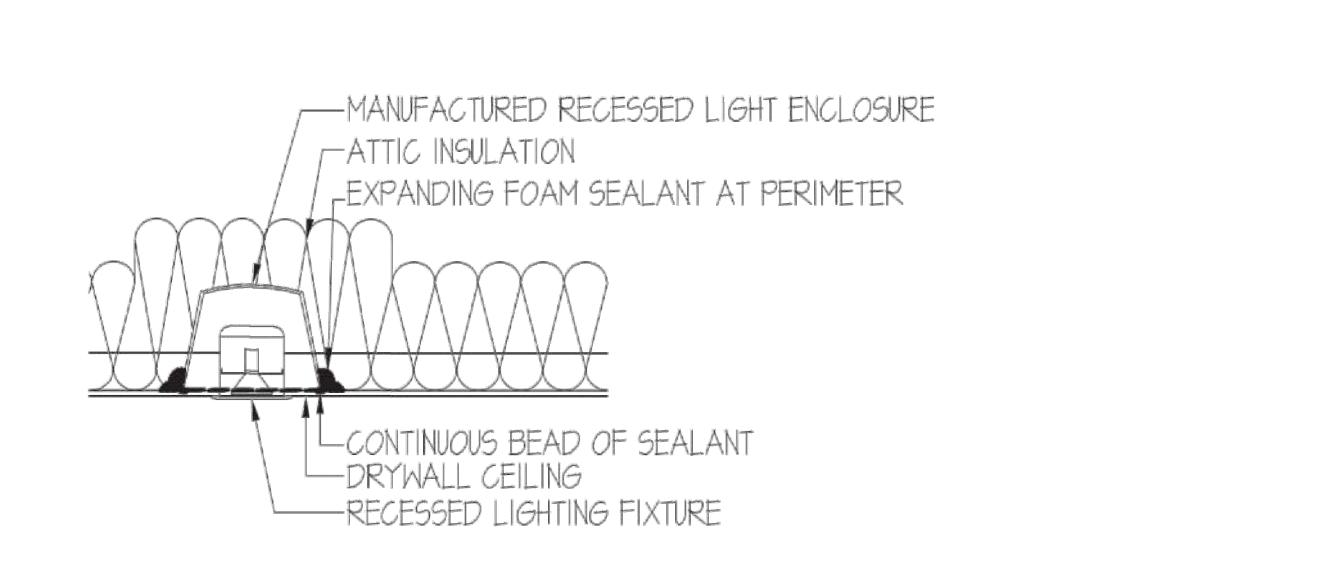 MANUFACTURED RECESSED LIGHT ENCLOSURE
ATTIC INSULATION
EXPANDING FOAM SEALANT AT PERIMETER
CONTINUOUS BEAD OF SEALANT
DRYWALL CEILING
RECESSED LIGHTING FIXTURE